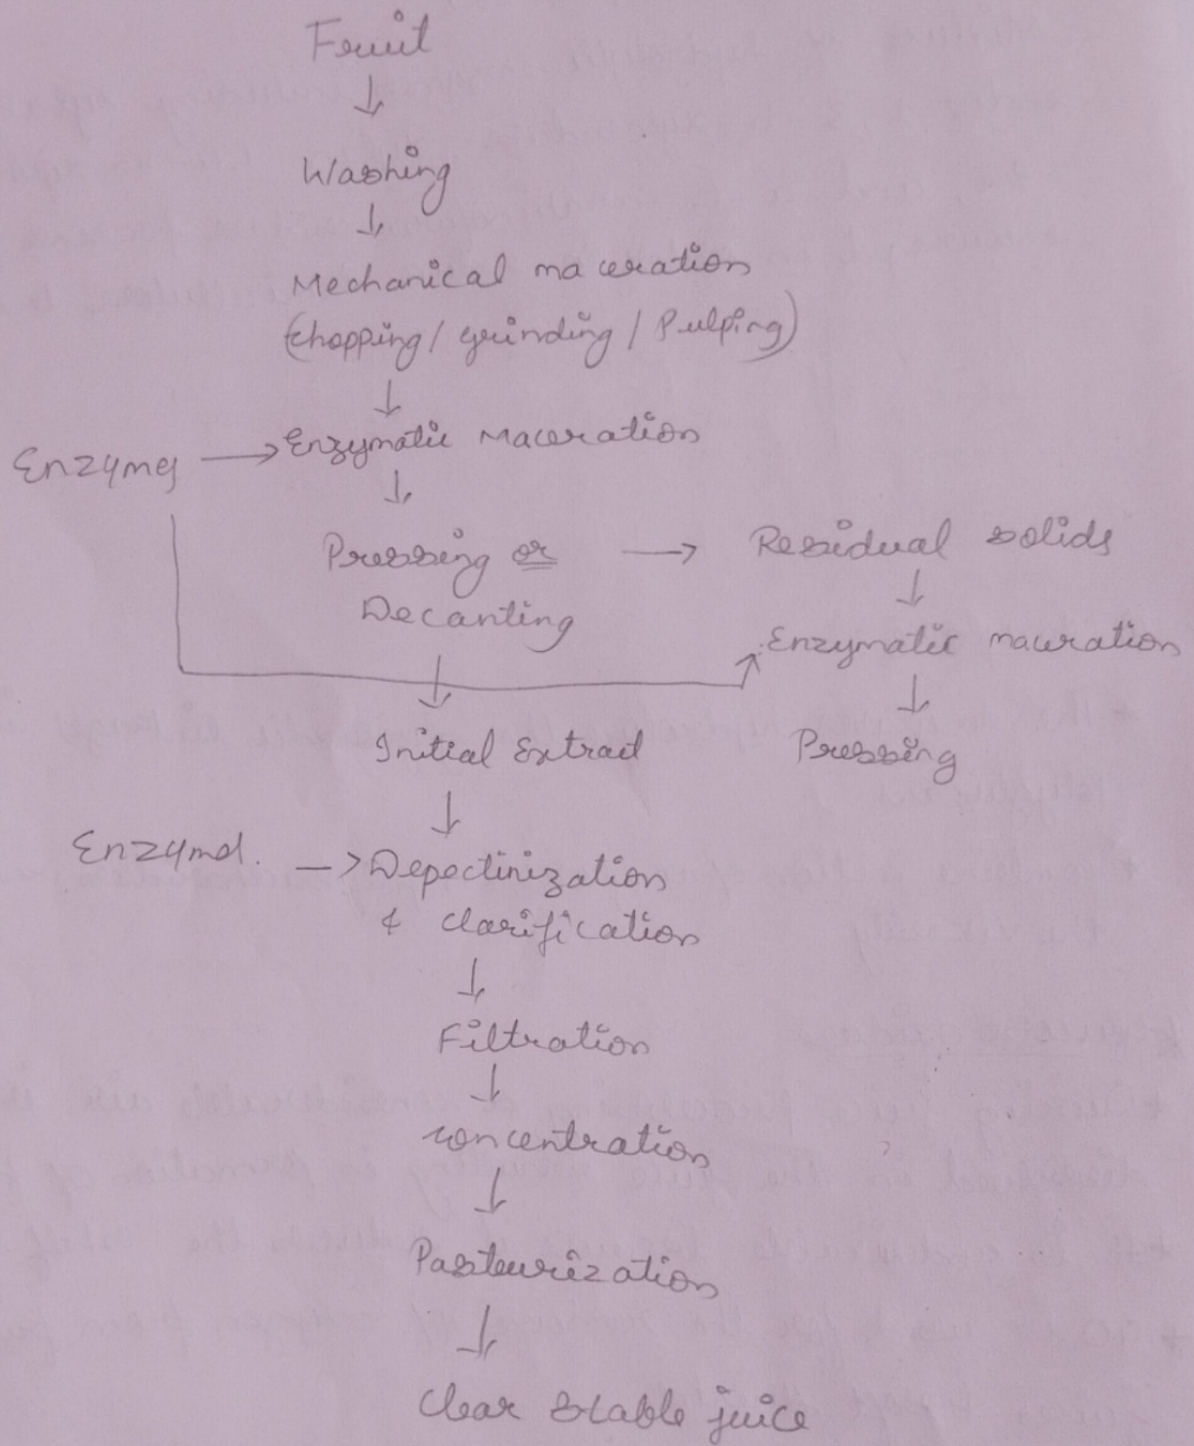 Fruit
Washing
Mechanical maceration
(chopping / grinding / Pulping)
Enzymes → Enzymatic Maceration
Pressing or → Residual solids
Decanting
Enzymatic maceration
Initial Extract
Pressing
→ Depectinization
& clarification
Filtration
concentration
Pasteurization
clear stable juice